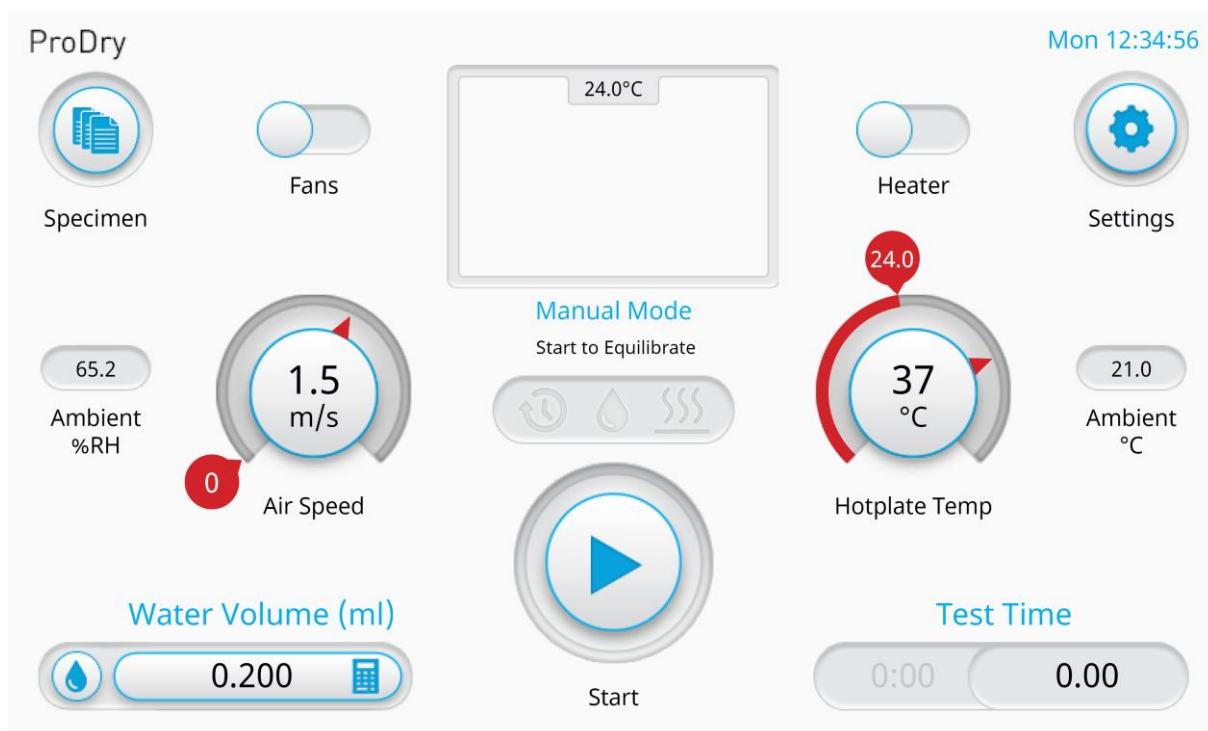 ProDry
Mon 12:34:56
24.0°C
Fans
Heater
Specimen
Settings
24.0
Manual Mode
Start to Equilibrate
65.2
Ambient
%RH
1.5
m/s
0
Air Speed
37
°C
Hotplate Temp
21.0
Ambient
°C
Water Volume (ml)
0.200
Start
Test Time
0:00
0.00